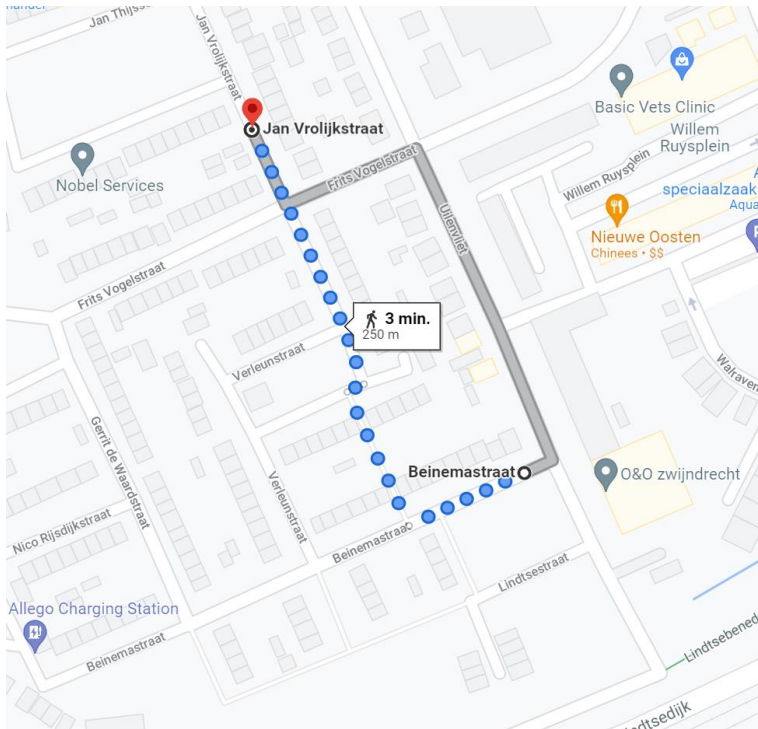 Jan Thijss
Jan Vrolijkstraat
Jan Vrolijkstraat
Basic Vets Clinic
Willem
Ruysplein
Nobel Services
Frits Vogelstraat
Willem Ruysplein
speciaalzaak
Aqua
Uilenvliet
Nieuwe Oosten
Chinees • $$
P
Frits Vogelstraat
3 min.
250 m
Verleunstraat
Walraven
Gerrit de Waardstraat
Beinemastraat
O&O zwijndrecht
Verleunstraat
Nico Rijsdijkstraat
Beinemastraat
Lindtsestraat
Allego Charging Station
Beinemastraat
Lindtsebened
dtsedijk